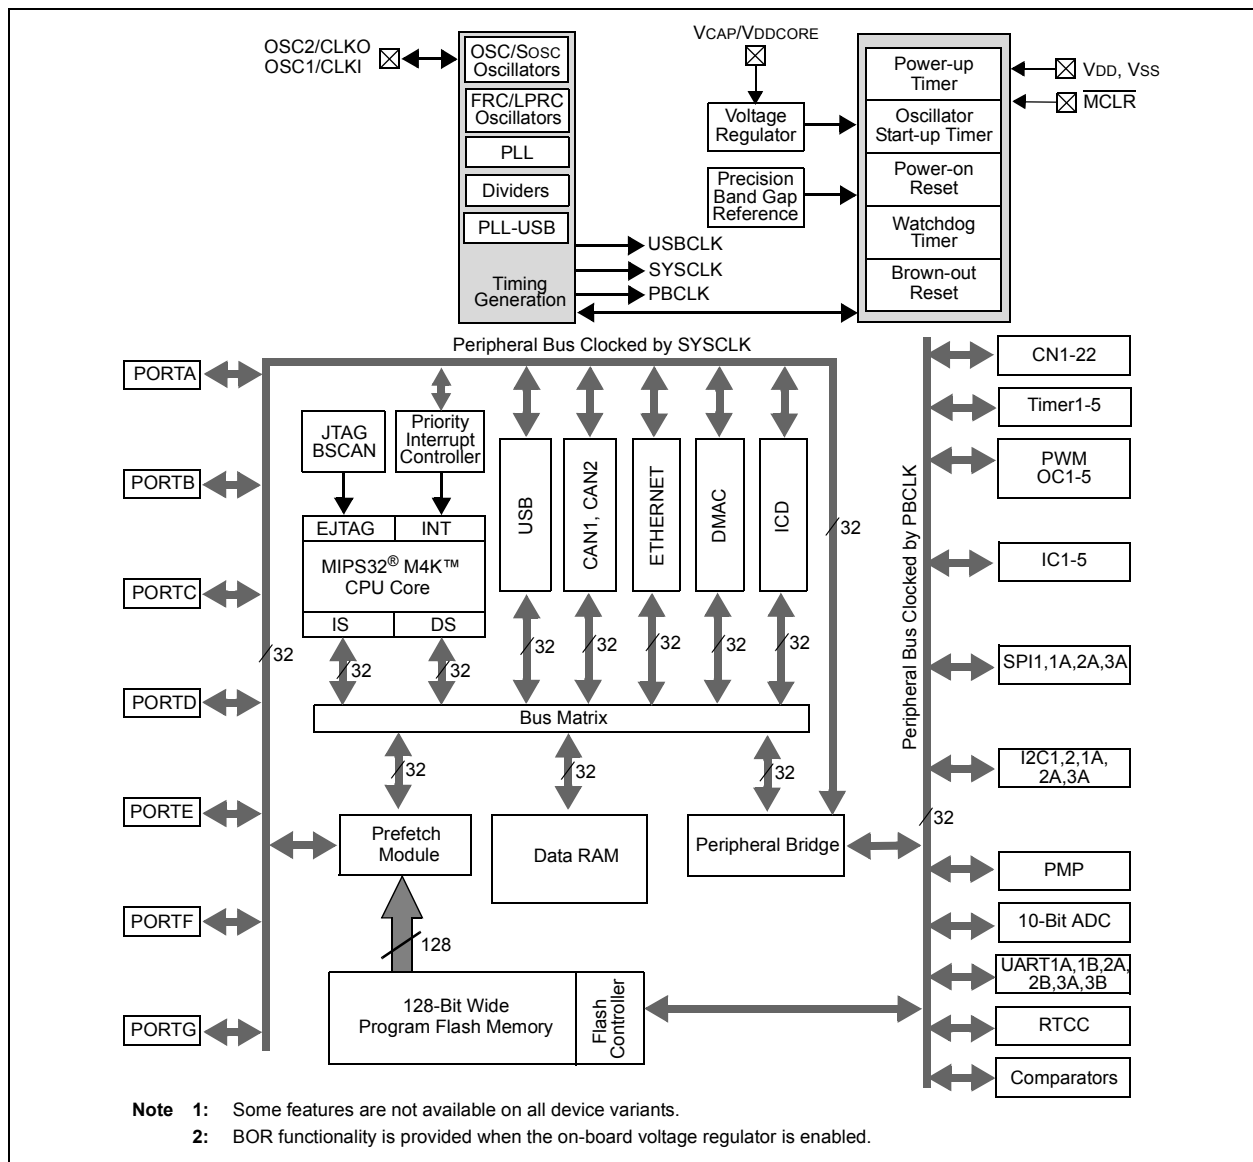 OSC2/CLKO
OSC1/CLKI
OSC/SOSC
Oscillators
FRC/LPRC
Oscillators
PLL
Dividers
PLL-USB
Timing
Generation
USBCLK
SYSCLK
PBCLK
VCAP/VDDCORE
Voltage
Regulator
Precision
Band Gap
Reference
Power-up
Timer
Oscillator
Start-up Timer
Power-on
Reset
Watchdog
Timer
Brown-out
Reset
VDD, VSS
MCLR
Peripheral Bus Clocked by SYSCLK
PORTA
PORTB
PORTC
PORTD
PORTE
PORTF
PORTG
32
JTAG
BSCAN
Priority
Interrupt
Controller
EJTAG
INT
MIPS32® M4K™
CPU Core
IS
DS
32
32
USB
CAN1, CAN2
ETHERNET
DMAC
ICD
32
32
32
32
32
32
Bus Matrix
32
32
32
Prefetch
Module
Data RAM
Peripheral Bridge
128
128-Bit Wide
Program Flash Memory
Flash
Controller
Peripheral Bus Clocked by PBCLK
32
CN1-22
Timer1-5
PWM
OC1-5
IC1-5
SPI1,1A,2A,3A
I2C1,2,1A,
2A,3A
PMP
10-Bit ADC
UART1A,1B,2A,
2B,3A,3B
RTCC
Comparators
Note 1: Some features are not available on all device variants.
2: BOR functionality is provided when the on-board voltage regulator is enabled.